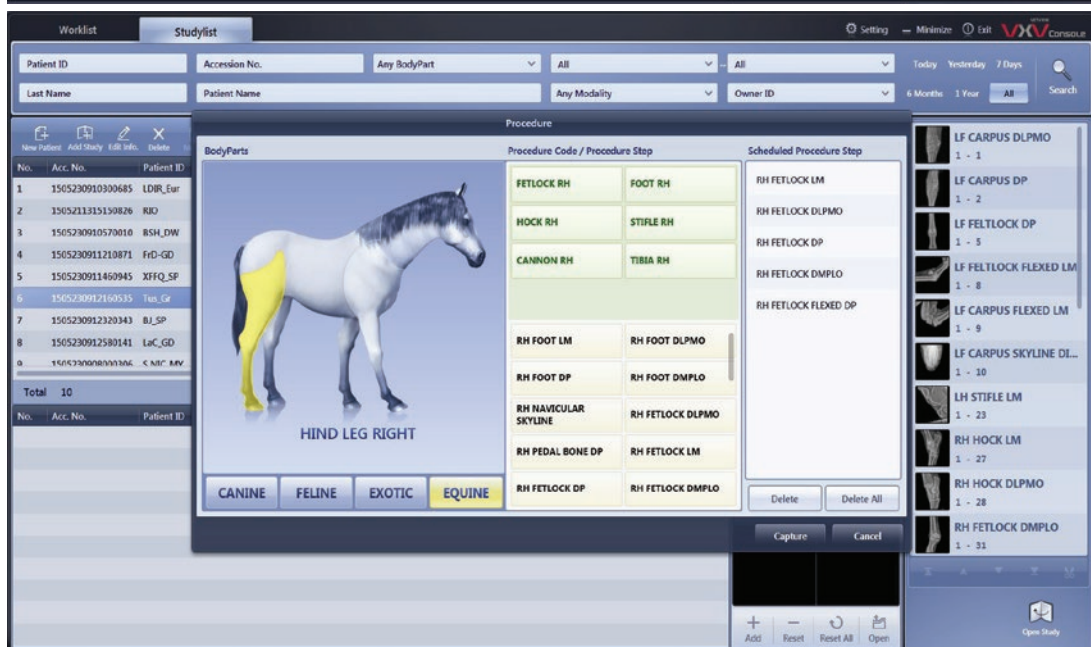 Worklist
Studylist
Setting
Minimize
Exit
VXV Console
Patient ID
Accession No.
Any BodyPart
All
All
Today Yesterday 7 Days
Last Name
Patient Name
Any Modality
Owner ID
6 Months 1 Year All
Search
New Patient Add Study Edit Info. Delete
No. Acc. No. Patient ID
1 1505230910300685 LDIR_Eur
2 1505211315150826 RIO
3 1505230910570010 BSH_DW
4 1505230911210871 FrD-GD
5 1505230911460945 XFFQ_SP
6 1505230912160535 Tus_Gr
7 1505230912320343 BJ_SP
8 1505230912580141 LaC_GD
9 1505230908000306 S_NIC_MY
Total 10
No. Acc. No. Patient ID
Procedure
BodyParts
HIND LEG RIGHT
CANINE FELINE EXOTIC EQUINE
Procedure Code / Procedure Step
FETLOCK RH FOOT RH
HOCK RH STIFLE RH
CANNON RH TIBIA RH
RH FOOT LM RH FOOT DLPMO
RH FOOT DP RH FOOT DMPLO
RH NAVICULAR
SKYLINE
RH FETLOCK DLPMO
RH PEDAL BONE DP RH FETLOCK LM
RH FETLOCK DP RH FETLOCK DMPLO
Scheduled Procedure Step
RH FETLOCK LM
RH FETLOCK DLPMO
RH FETLOCK DP
RH FETLOCK DMPLO
RH FETLOCK FLEXED DP
Delete Delete All
Capture Cancel
LF CARPUS DLPMO
1 - 1
LF CARPUS DP
1 - 2
LF FELTLOCK DP
1 - 5
LF FELTLOCK FLEXED LM
1 - 8
LF CARPUS FLEXED LM
1 - 9
LF CARPUS SKYLINE DI...
1 - 10
LH STIFLE LM
1 - 23
RH HOCK LM
1 - 27
RH HOCK DLPMO
1 - 28
RH FETLOCK DMPLO
1 - 31
Add Reset Reset All Open
Open Study